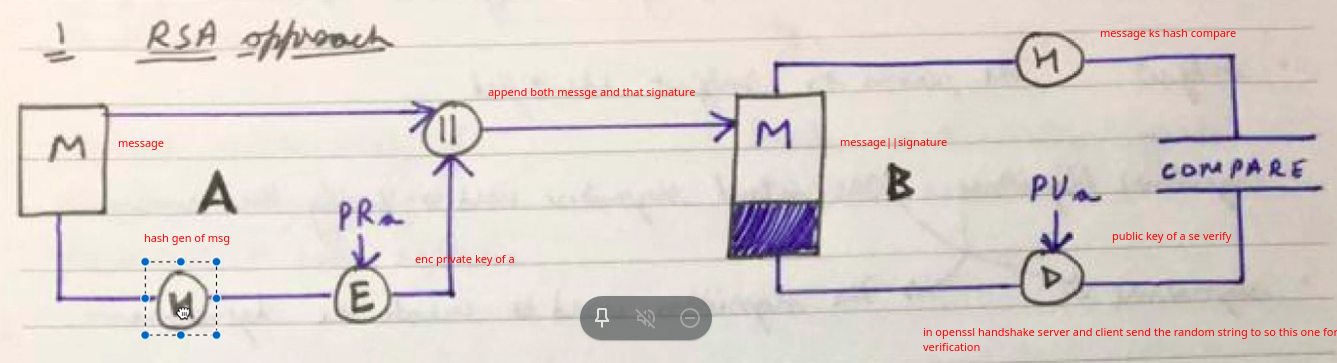 1 RSA approach
message ks hash compare
H
append both messge and that signature
M
message
||
M
message||signature
COMPARE
A
B
PRa
PUa
hash gen of msg
public key of a se verify
enc private key of a
H
E
D
in openssl handshake server and client send the random string to so this one for
verification